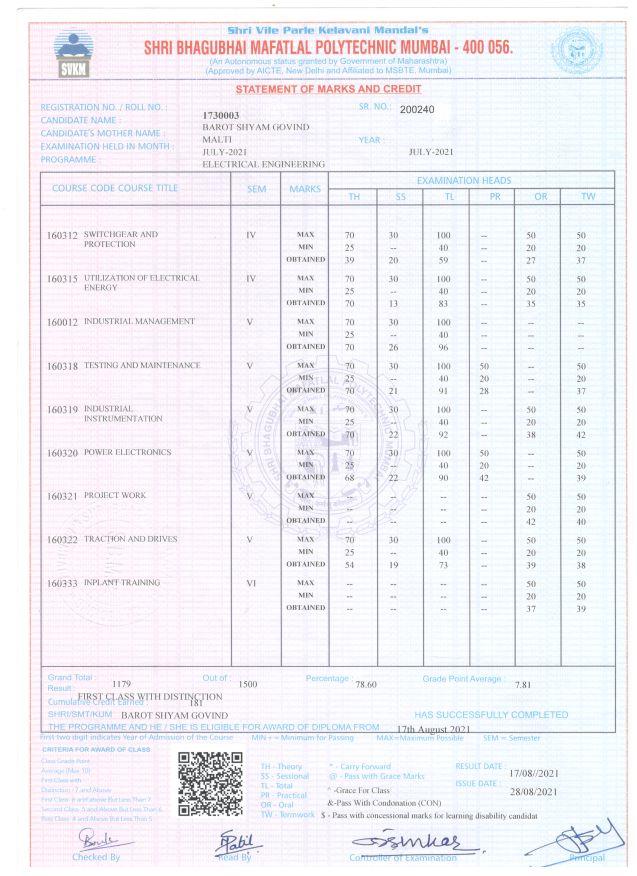 Shri Vile Parle Kelavani Mandal's
SHRI BHAGUBHAI MAFATLAL POLYTECHNIC MUMBAI - 400 056.
(An Autonomous status granted by Government of Maharashtra)
(Approved by AICTE, New Delhi and Affiliated to MSBTE, Mumbai)
SVKM
STATEMENT OF MARKS AND CREDIT
REGISTRATION NO. / ROLL NO. : 1730003 SR. NO.: 200240
CANDIDATE NAME : BAROT SHYAM GOVIND
CANDIDATE'S MOTHER NAME : MALTI YEAR :
EXAMINATION HELD IN MONTH : JULY-2021 JULY-2021
PROGRAMME : ELECTRICAL ENGINEERING
COURSE CODE COURSE TITLE SEM MARKS EXAMINATION HEADS
TH SS TL PR OR TW
160312 SWITCHGEAR AND IV MAX 70 30 100 -- 50 50
PROTECTION MIN 25 -- 40 -- 20 20
OBTAINED 39 20 59 -- 27 37
160315 UTILIZATION OF ELECTRICAL IV MAX 70 30 100 -- 50 50
ENERGY MIN 25 -- 40 -- 20 20
OBTAINED 70 13 83 -- 35 35
160012 INDUSTRIAL MANAGEMENT V MAX 70 30 100 -- -- --
MIN 25 -- 40 -- -- --
OBTAINED 70 26 96 -- -- --
160318 TESTING AND MAINTENANCE V MAX 70 30 100 50 -- 50
MIN 25 -- 40 20 -- 20
OBTAINED 70 21 91 28 -- 37
160319 INDUSTRIAL V MAX 70 30 100 -- 50 50
INSTRUMENTATION MIN 25 -- 40 -- 20 20
OBTAINED 70 22 92 -- 38 42
160320 POWER ELECTRONICS V MAX 70 30 100 50 -- 50
MIN 25 -- 40 20 -- 20
OBTAINED 68 22 90 42 -- 39
160321 PROJECT WORK V MAX -- -- -- -- 50 50
MIN -- -- -- -- 20 20
OBTAINED -- -- -- -- 42 40
160322 TRACTION AND DRIVES V MAX 70 30 100 -- 50 50
MIN 25 -- 40 -- 20 20
OBTAINED 54 19 73 -- 39 38
160333 INPLANT TRAINING VI MAX -- -- -- -- 50 50
MIN -- -- -- -- 20 20
OBTAINED -- -- -- -- 37 39
Grand Total : 1179 Out of : 1500 Percentage : 78.60 Grade Point Average : 7.81
Result : FIRST CLASS WITH DISTINCTION
Cumulative Credit Earned : 181
SHRI/SMT/KUM BAROT SHYAM GOVIND HAS SUCCESSFULLY COMPLETED
THE PROGRAMME AND HE / SHE IS ELIGIBLE FOR AWARD OF DIPLOMA FROM 17th August 2021
First two digit indicates Year of Admission of the Course MIN = Minimum for Passing MAX=Maximum Possible SEM = Semester
CRITERIA FOR AWARD OF CLASS
Class Grade Point
Average (Max 10)
First Class with
Distinction - 7 and Above
First Class 6 and above But Less Than 7
Second Class 5 and Above But Less Than 6
Pass Class 4 and Above But Less Than 5
TH - Theory
SS - Sessional
TL - Total
PR - Practical
OR - Oral
TW - Termwork
* - Carry Forward
@ - Pass with Grace Marks
^ -Grace For Class
&-Pass With Condonation (CON)
$ - Pass with concessional marks for learning disability candidat
RESULT DATE : 17/08//2021
ISSUE DATE : 28/08/2021
Checked By Read By Controller of Examination Principal